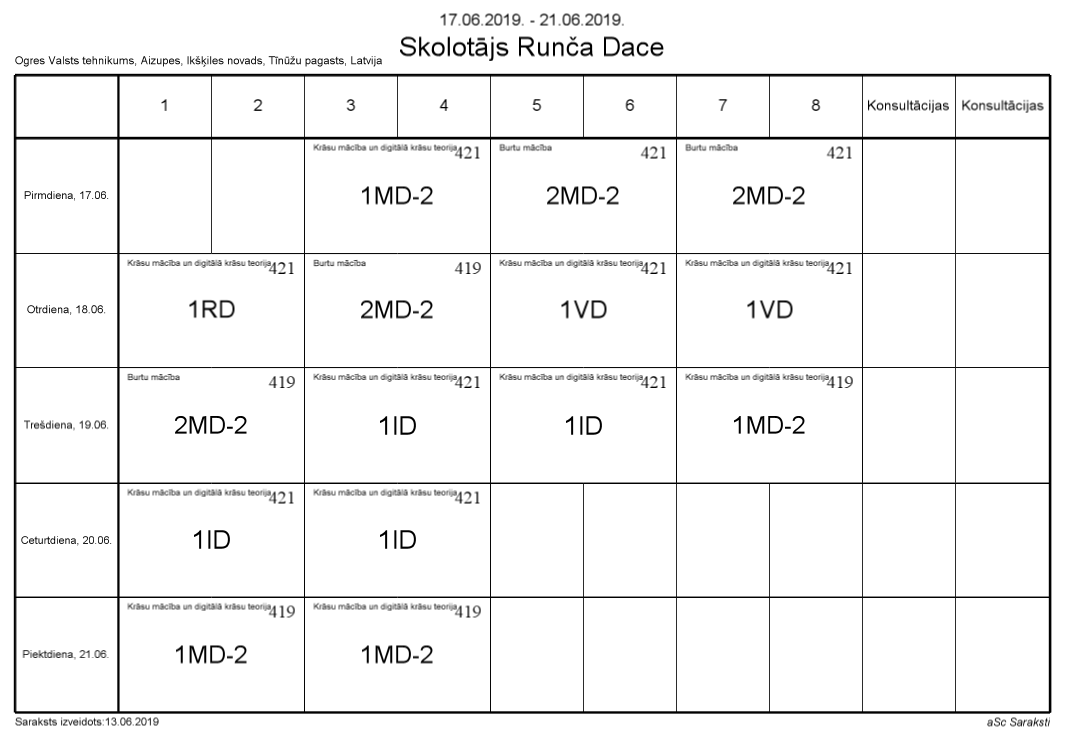 17.06.2019. - 21.06.2019.
Skolotājs Runča Dace
Ogres Valsts tehnikums, Aizupes, Ikšķiles novads, Tīnūžu pagasts, Latvija
1 2 3 4 5 6 7 8 Konsultācijas Konsultācijas
Pirmdiena, 17.06.
Krāsu mācība un digitālā krāsu teorija 421
1MD-2
Burtu mācība 421
2MD-2
Burtu mācība 421
2MD-2
Otrdiena, 18.06.
Krāsu mācība un digitālā krāsu teorija 421
1RD
Burtu mācība 419
2MD-2
Krāsu mācība un digitālā krāsu teorija 421
1VD
Krāsu mācība un digitālā krāsu teorija 421
1VD
Trešdiena, 19.06.
Burtu mācība 419
2MD-2
Krāsu mācība un digitālā krāsu teorija 421
1ID
Krāsu mācība un digitālā krāsu teorija 421
1ID
Krāsu mācība un digitālā krāsu teorija 419
1MD-2
Ceturtdiena, 20.06.
Krāsu mācība un digitālā krāsu teorija 421
1ID
Krāsu mācība un digitālā krāsu teorija 421
1ID
Piektdiena, 21.06.
Krāsu mācība un digitālā krāsu teorija 419
1MD-2
Krāsu mācība un digitālā krāsu teorija 419
1MD-2
Saraksts izveidots:13.06.2019
aSc Saraksti